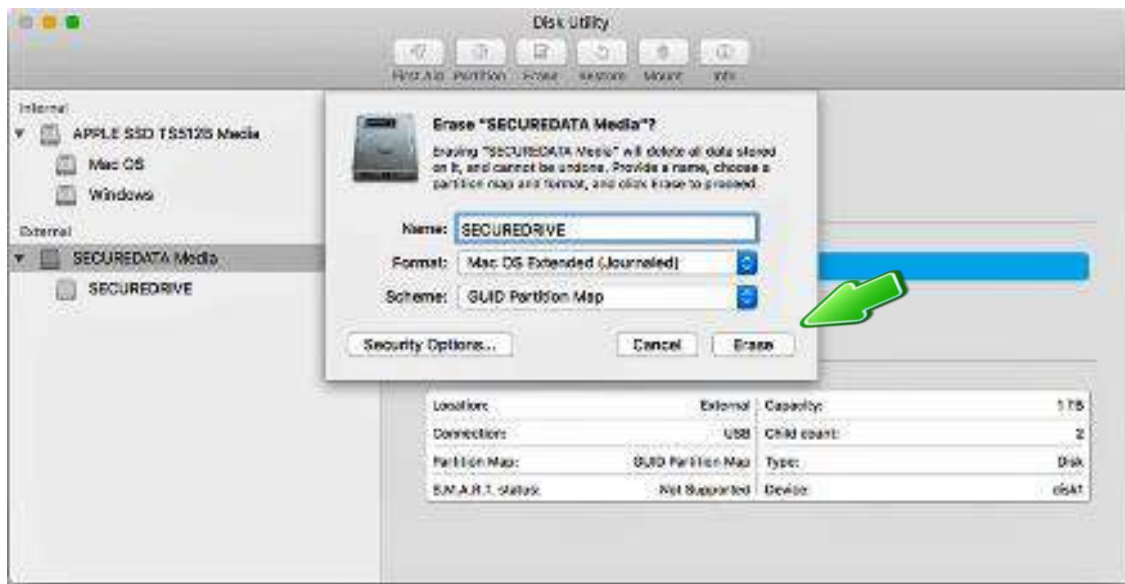 Disk Utility
First Aid Partition Erase Restore Mount Info
Internal
APPLE SSD TS512B Media
Mac OS
Windows
External
SECUREDATA Media
SECUREDRIVE
Erase "SECUREDATA Media"?
Erasing "SECUREDATA Media" will delete all data stored
on it, and cannot be undone. Provide a name, choose a
partition map and format, and click Erase to proceed.
Name: SECUREDRIVE
Format: Mac OS Extended (Journaled)
Scheme: GUID Partition Map
Security Options... Cancel Erase
Location: External Capacity: 1 TB
Connection: USB Child count: 2
Partition Map: GUID Partition Map Type: Disk
S.M.A.R.T. status: Not Supported Device: